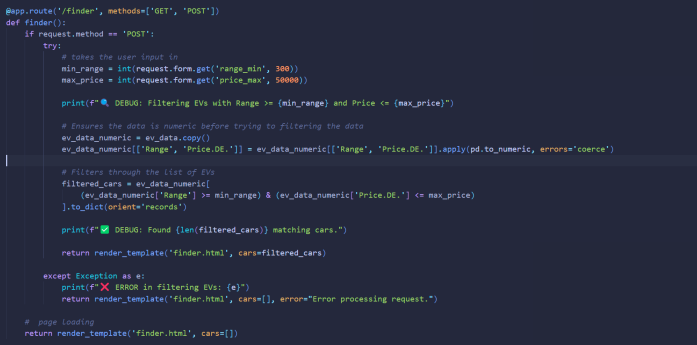 @app.route('/finder', methods=['GET', 'POST'])
def finder():
    if request.method == 'POST':
        try:
            # takes the user input in
            min_range = int(request.form.get('range_min', 300))
            max_price = int(request.form.get('price_max', 50000))

            print(f"🔍 DEBUG: Filtering EVs with Range >= {min_range} and Price <= {max_price}")

            # Ensures the data is numeric before trying to filtering the data
            ev_data_numeric = ev_data.copy()
            ev_data_numeric[['Range', 'Price.DE.']] = ev_data_numeric[['Range', 'Price.DE.']].apply(pd.to_numeric, errors='coerce')

            # Filters through the list of EVs
            filtered_cars = ev_data_numeric[
                (ev_data_numeric['Range'] >= min_range) & (ev_data_numeric['Price.DE.'] <= max_price)
            ].to_dict(orient='records')

            print(f"✅ DEBUG: Found {len(filtered_cars)} matching cars.")

            return render_template('finder.html', cars=filtered_cars)

        except Exception as e:
            print(f"❌ ERROR in filtering EVs: {e}")
            return render_template('finder.html', cars=[], error="Error processing request.")

    #  page loading
    return render_template('finder.html', cars=[])